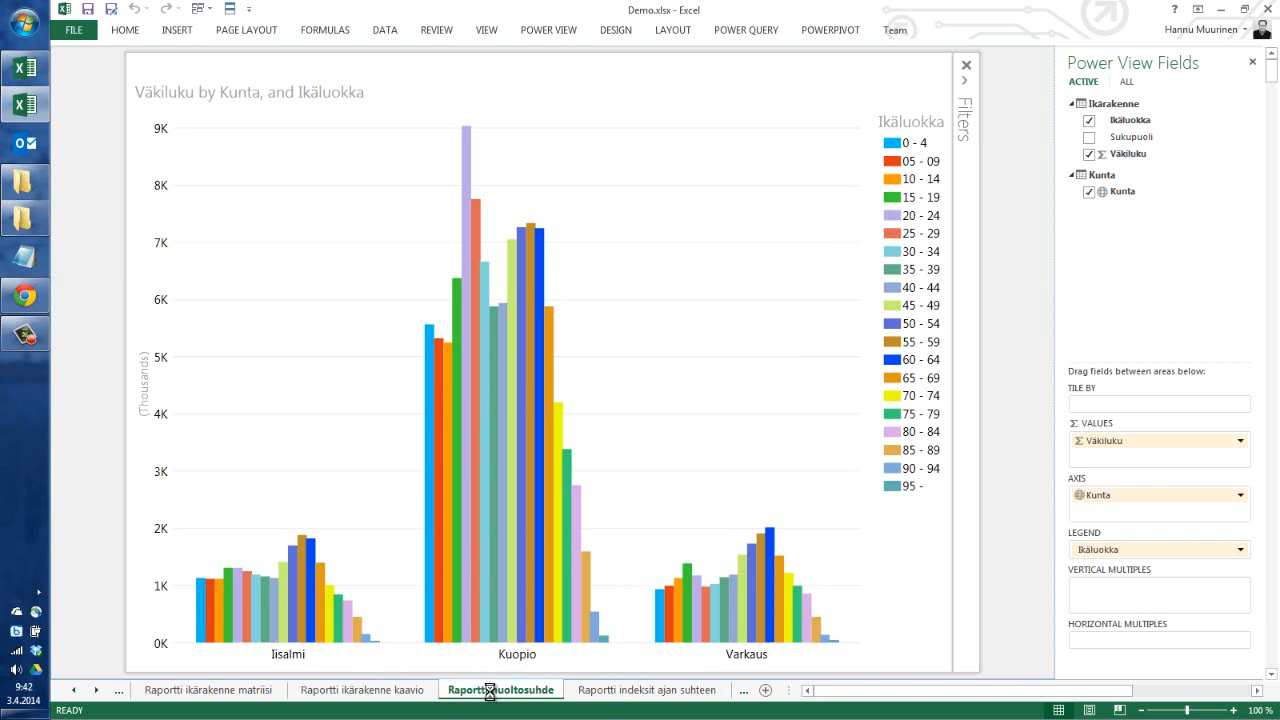 Demo.xlsx - Excel
?
FILE HOME INSERT PAGE LAYOUT FORMULAS DATA REVIEW VIEW POWER VIEW DESIGN LAYOUT POWER QUERY POWERPIVOT Team
Hannu Muurinen
Väkiluku by Kunta, and Ikäluokka
9K
8K
7K
6K
5K
4K
3K
2K
1K
0K
(Thousands)
Iisalmi Kuopio Varkaus
Ikäluokka
0 - 4
05 - 09
10 - 14
15 - 19
20 - 24
25 - 29
30 - 34
35 - 39
40 - 44
45 - 49
50 - 54
55 - 59
60 - 64
65 - 69
70 - 74
75 - 79
80 - 84
85 - 89
90 - 94
95 -
Filters
Power View Fields
ACTIVE ALL
Ikärakenne
Ikäluokka
Sukupuoli
Σ Väkiluku
Kunta
Kunta
Drag fields between areas below:
TILE BY
Σ VALUES
Σ Väkiluku
AXIS
Kunta
LEGEND
Ikäluokka
VERTICAL MULTIPLES
HORIZONTAL MULTIPLES
... Raportti ikärakenne matriisi Raportti ikärakenne kaavio Raportti huoltosuhde Raportti indeksit ajan suhteen ...
READY
100 %
9:42
3.4.2014